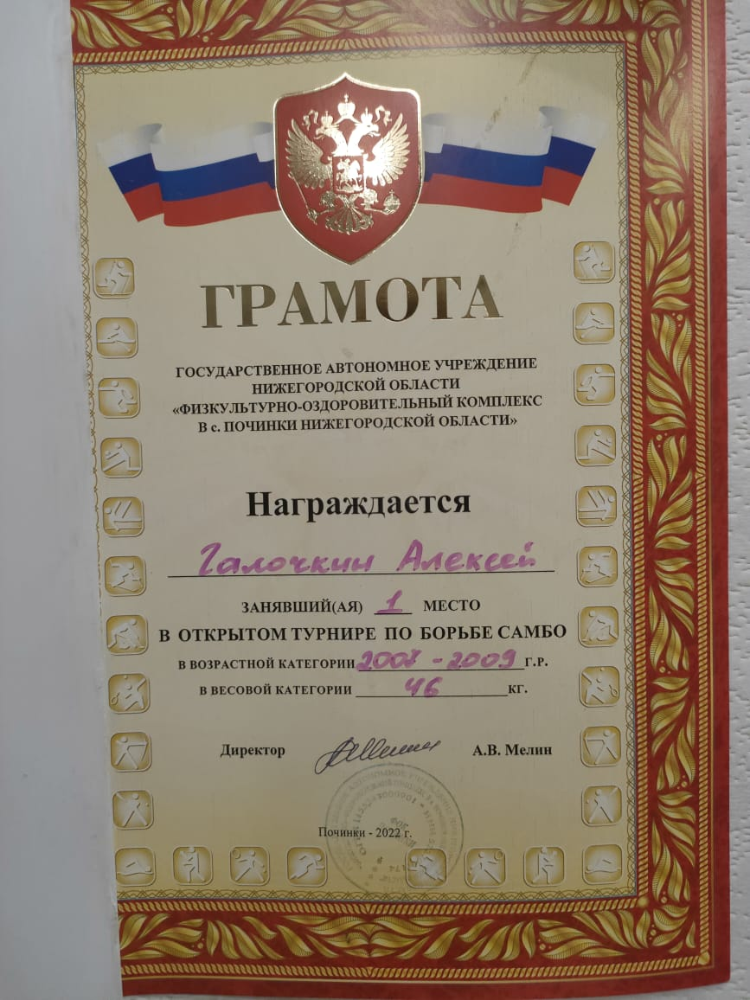 ГРАМОТА
ГОСУДАРСТВЕННОЕ АВТОНОМНОЕ УЧРЕЖДЕНИЕ
НИЖЕГОРОДСКОЙ ОБЛАСТИ
«ФИЗКУЛЬТУРНО-ОЗДОРОВИТЕЛЬНЫЙ КОМПЛЕКС
В с. ПОЧИНКИ НИЖЕГОРОДСКОЙ ОБЛАСТИ»
Награждается
Галочкин Алексей
ЗАНЯВШИЙ(АЯ) 1 МЕСТО
В ОТКРЫТОМ ТУРНИРЕ ПО БОРЬБЕ САМБО
В ВОЗРАСТНОЙ КАТЕГОРИИ 2008 - 2009 Г.Р.
В ВЕСОВОЙ КАТЕГОРИИ 46 КГ.
Директор А.В. Мелин
Починки - 2022 г.